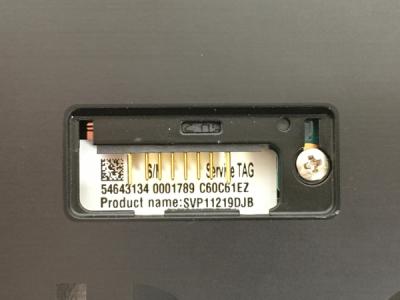 S/N Service TAG
54643134 0001789 C60C61EZ
Product name:SVP11219DJB